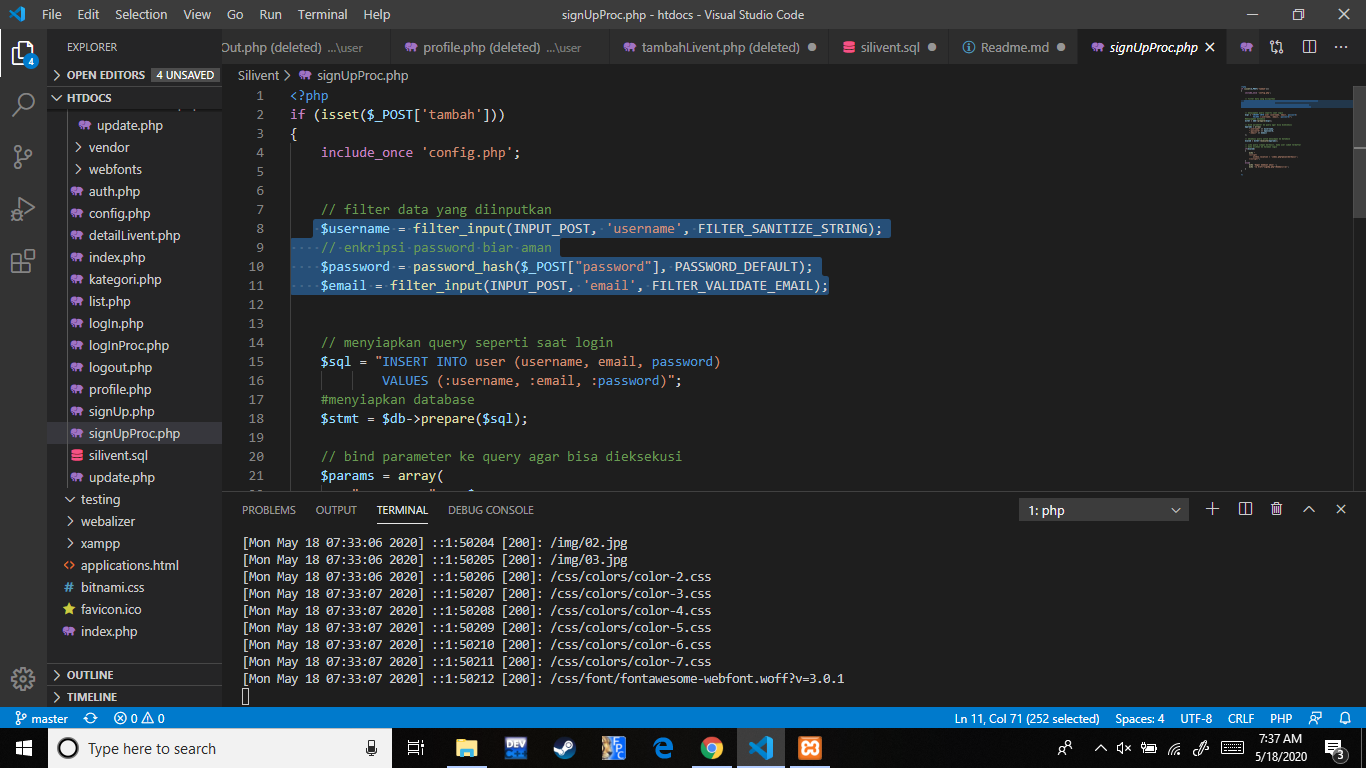 File Edit Selection View Go Run Terminal Help signUpProc.php - htdocs - Visual Studio Code
EXPLORER
Out.php (deleted) ...\user profile.php (deleted) ...\user tambahLivent.php (deleted) silivent.sql Readme.md signUpProc.php
4
OPEN EDITORS 4 UNSAVED
HTDOCS
update.php
vendor
webfonts
auth.php
config.php
detailLivent.php
index.php
kategori.php
list.php
logIn.php
logInProc.php
logout.php
profile.php
signUp.php
signUpProc.php
silivent.sql
update.php
testing
webalizer
xampp
applications.html
bitnami.css
favicon.ico
index.php
OUTLINE
TIMELINE
Silivent > signUpProc.php
1 <?php
2 if (isset($_POST['tambah']))
3 {
4 include_once 'config.php';
5
6
7 // filter data yang diinputkan
8 $username = filter_input(INPUT_POST, 'username', FILTER_SANITIZE_STRING);
9 // enkripsi password biar aman
10 $password = password_hash($_POST["password"], PASSWORD_DEFAULT);
11 $email = filter_input(INPUT_POST, 'email', FILTER_VALIDATE_EMAIL);
12
13
14 // menyiapkan query seperti saat login
15 $sql = "INSERT INTO user (username, email, password)
16 VALUES (:username, :email, :password)";
17 #menyiapkan database
18 $stmt = $db->prepare($sql);
19
20 // bind parameter ke query agar bisa dieksekusi
21 $params = array(
PROBLEMS OUTPUT TERMINAL DEBUG CONSOLE 1: php
[Mon May 18 07:33:06 2020] ::1:50204 [200]: /img/02.jpg
[Mon May 18 07:33:06 2020] ::1:50205 [200]: /img/03.jpg
[Mon May 18 07:33:07 2020] ::1:50206 [200]: /css/colors/color-2.css
[Mon May 18 07:33:07 2020] ::1:50207 [200]: /css/colors/color-3.css
[Mon May 18 07:33:07 2020] ::1:50208 [200]: /css/colors/color-4.css
[Mon May 18 07:33:07 2020] ::1:50209 [200]: /css/colors/color-5.css
[Mon May 18 07:33:07 2020] ::1:50210 [200]: /css/colors/color-6.css
[Mon May 18 07:33:07 2020] ::1:50211 [200]: /css/colors/color-7.css
[Mon May 18 07:33:07 2020] ::1:50212 [200]: /css/font/fontawesome-webfont.woff?v=3.0.1
master 0 0 Ln 11, Col 71 (252 selected) Spaces: 4 UTF-8 CRLF PHP
Type here to search
DEV
7:37 AM
5/18/2020
3